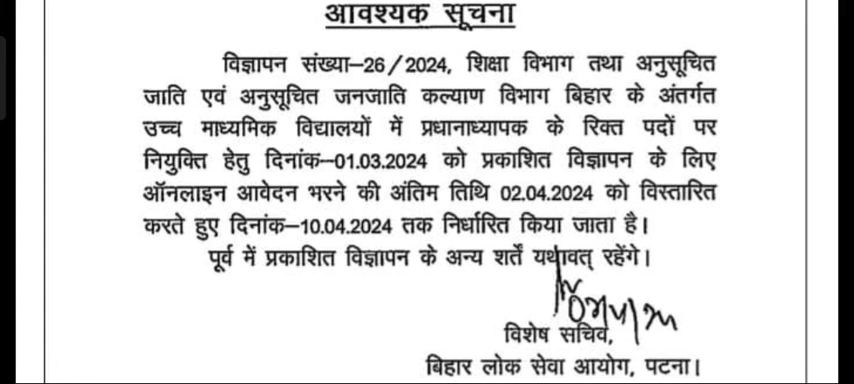 आवश्यक सूचना
विज्ञापन संख्या–26/2024, शिक्षा विभाग तथा अनुसूचित
जाति एवं अनुसूचित जनजाति कल्याण विभाग बिहार के अंतर्गत
उच्च माध्यमिक विद्यालयों में प्रधानाध्यापक के रिक्त पदों पर
नियुक्ति हेतु दिनांक–01.03.2024 को प्रकाशित विज्ञापन के लिए
ऑनलाइन आवेदन भरने की अंतिम तिथि 02.04.2024 को विस्तारित
करते हुए दिनांक–10.04.2024 तक निर्धारित किया जाता है।
पूर्व में प्रकाशित विज्ञापन के अन्य शर्तें यथावत् रहेंगे।
विशेष सचिव,
बिहार लोक सेवा आयोग, पटना।